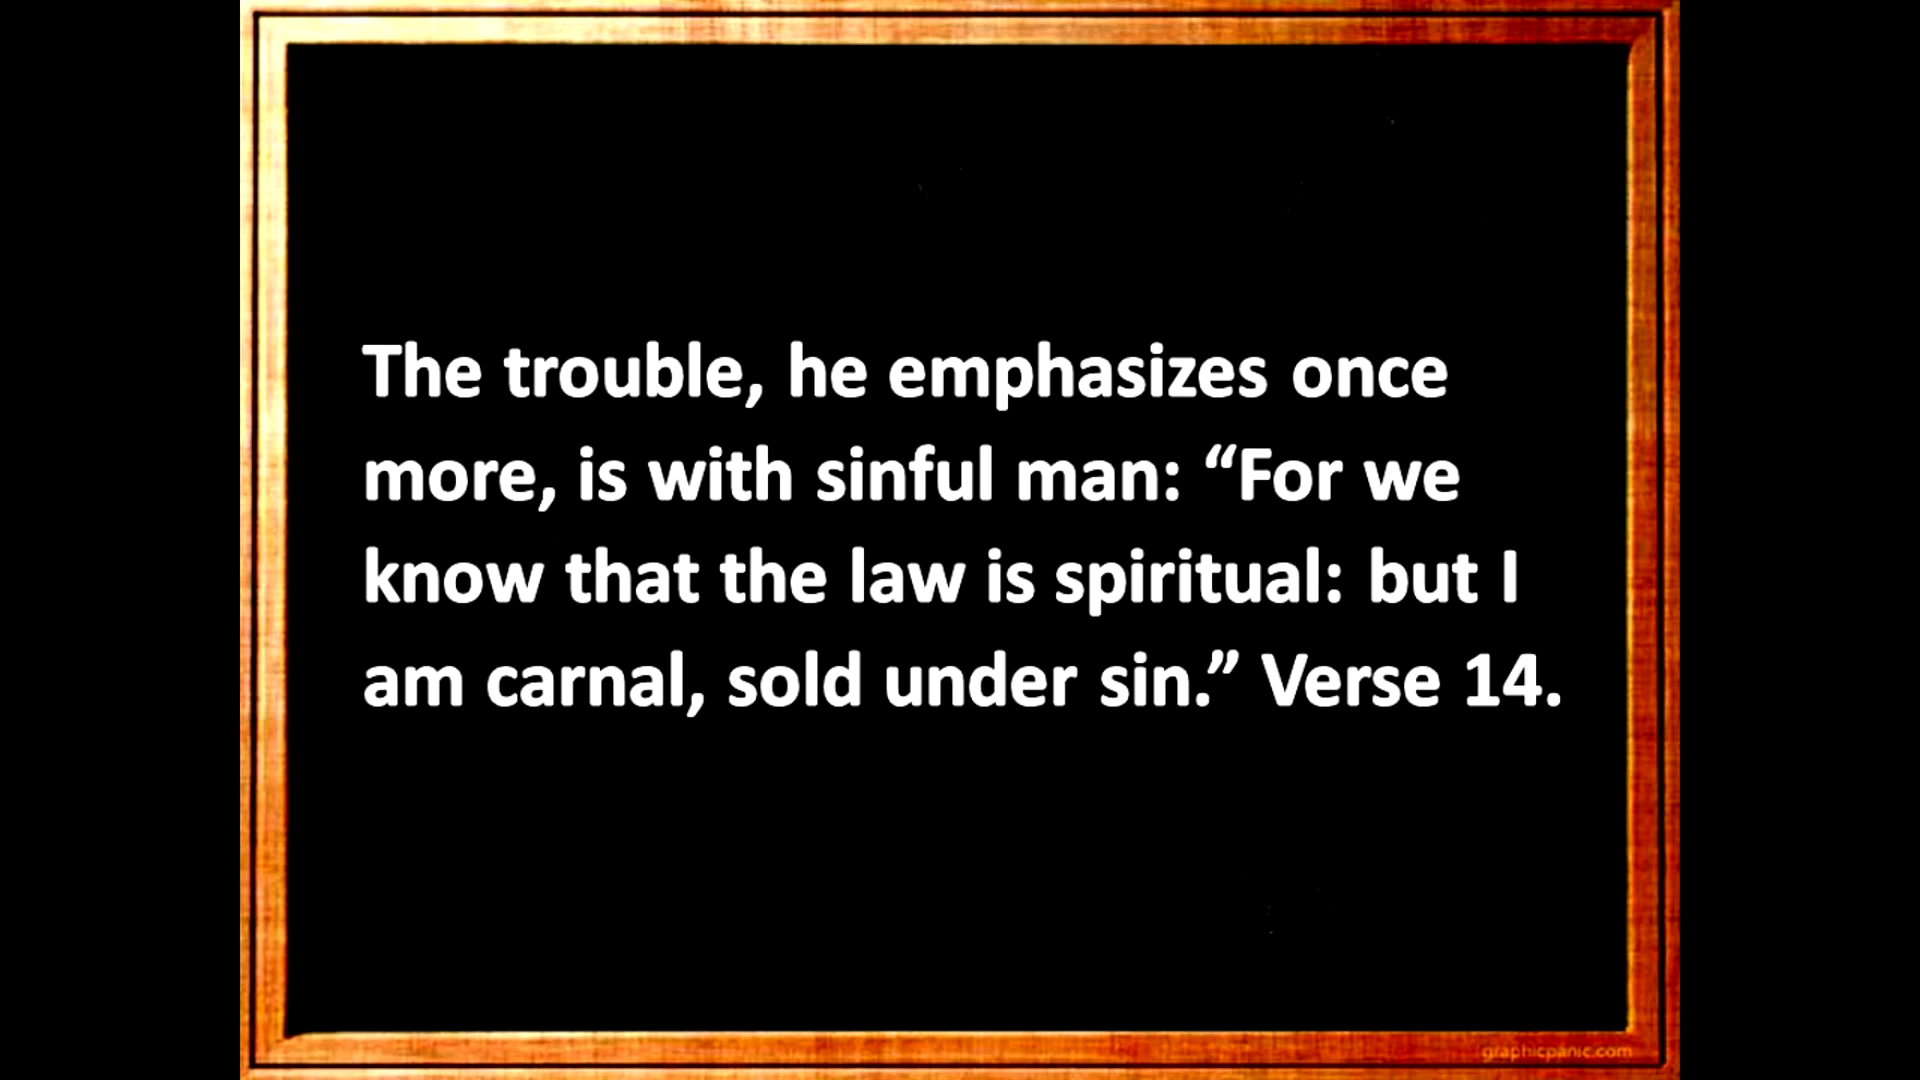 The trouble, he emphasizes once
more, is with sinful man: “For we
know that the law is spiritual: but I
am carnal, sold under sin.” Verse 14.
graphicpanic.com